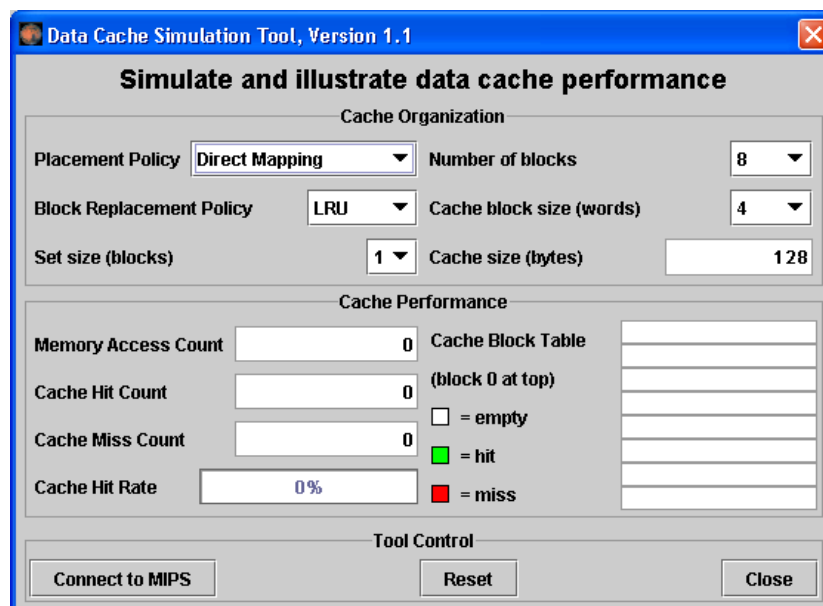 Data Cache Simulation Tool, Version 1.1
Simulate and illustrate data cache performance
Cache Organization
Placement Policy Direct Mapping Number of blocks 8
Block Replacement Policy LRU Cache block size (words) 4
Set size (blocks) 1 Cache size (bytes) 128
Cache Performance
Memory Access Count 0 Cache Block Table
(block 0 at top)
Cache Hit Count 0
= empty
Cache Miss Count 0
= hit
Cache Hit Rate 0%
= miss
Tool Control
Connect to MIPS Reset Close